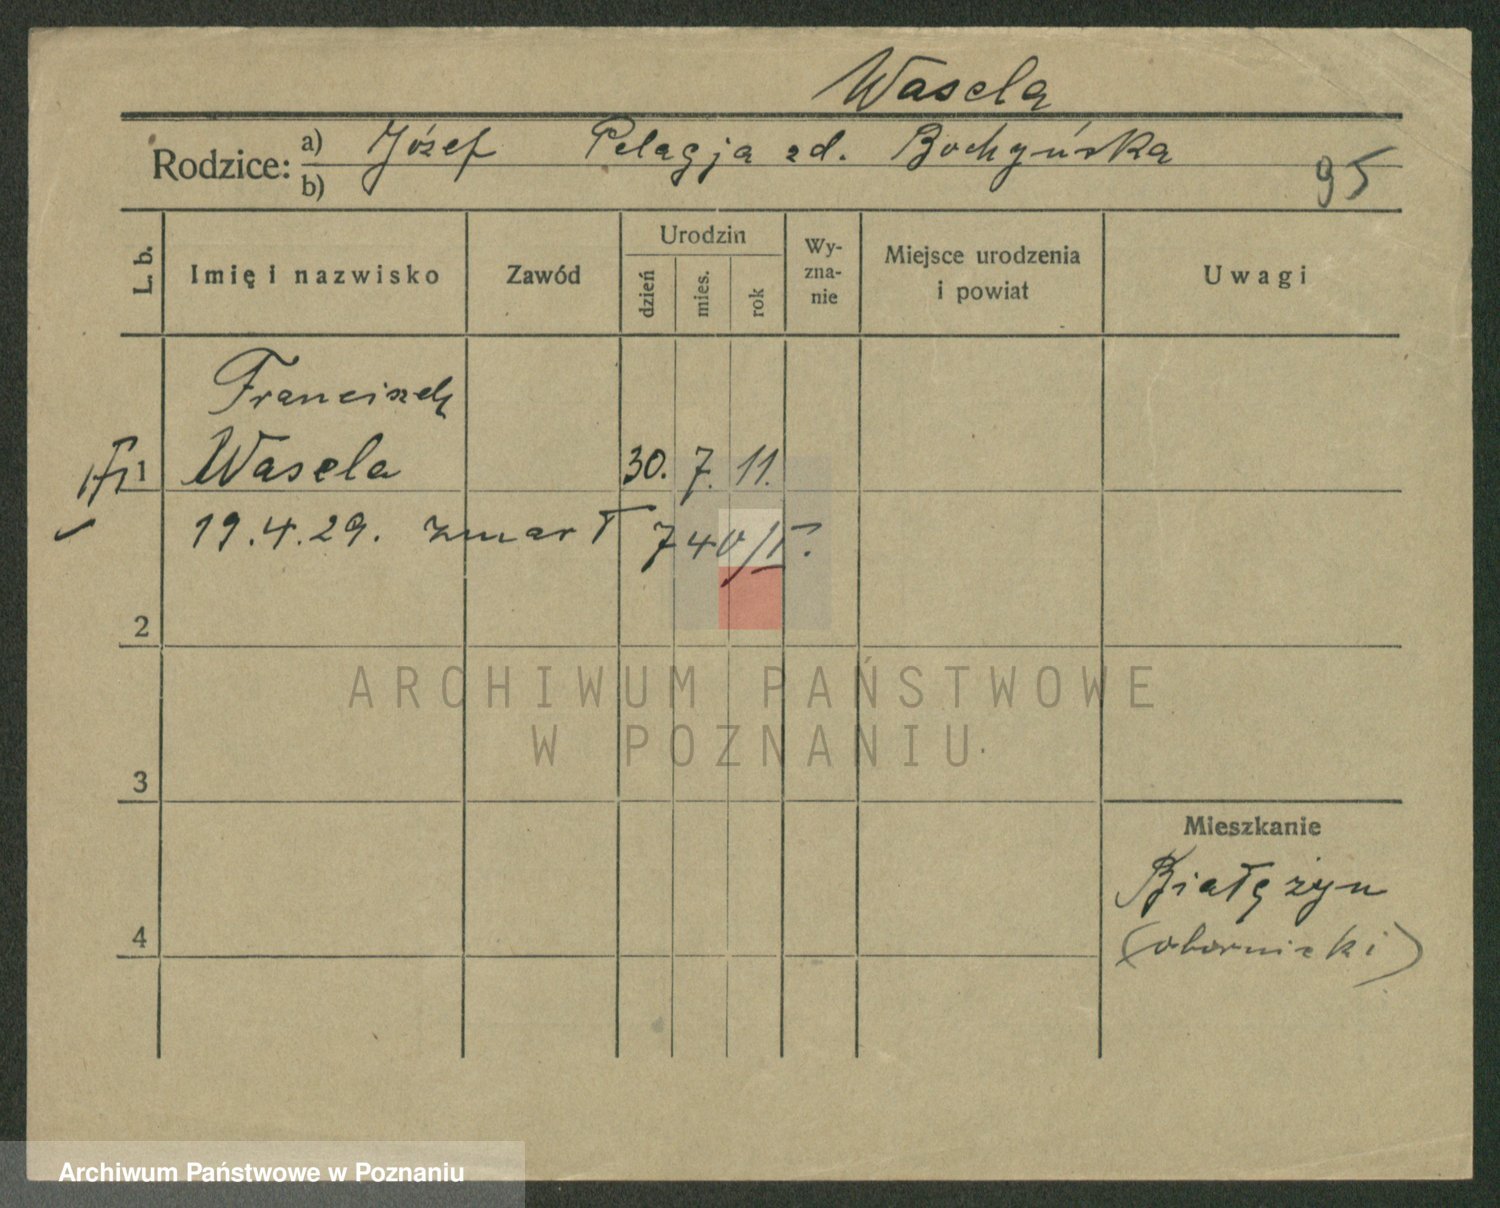 Wasela
Rodzice: a) Józef Pelagja zd. Bochyńska
b)
95
L. b.
Imię i nazwisko
Zawód
Urodzin
dzień
mies.
rok
Wy-
zna-
nie
Miejsce urodzenia
i powiat
Uwagi
Franciszek
1 Wasela 30. 7. 11.
19.4.29. zmarł 740/I.
2
ARCHIWUM PAŃSTWOWE
W POZNANIU
3
Mieszkanie
Białężyn
(obornicki)
4
Archiwum Państwowe w Poznaniu